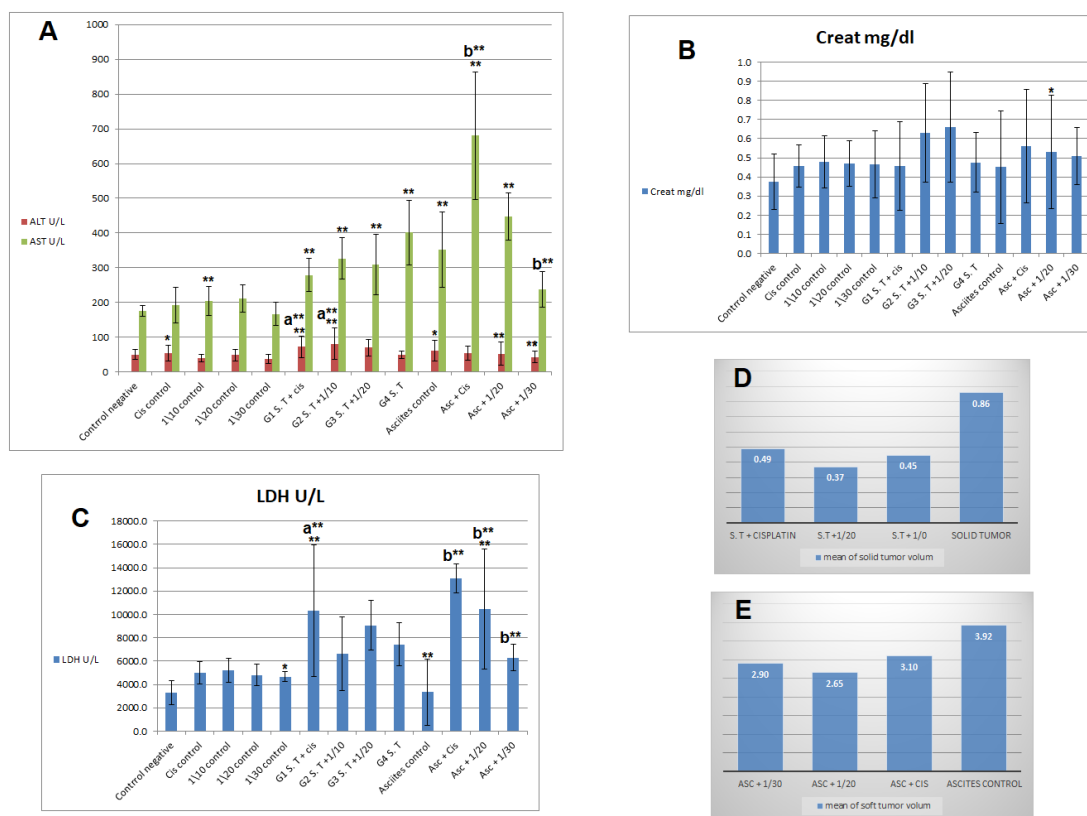 A
1000
900
800
700
600
500
400
300
200
100
0
ALT U/L
AST U/L
*
**
a**
**
a**
**
**
**
**
*
**
b**
**
**
**
b**
**
Contrrol negative
Cis control
1\10 control
1\20 control
1\30 control
G1 S. T + cis
G2 S. T +1/10
G3 S. T +1/20
G4 S. T
Asciites control
Asc + Cis
Asc + 1/20
Asc + 1/30
B
Creat mg/dl
1.0
0.9
0.8
0.7
0.6
0.5
0.4
0.3
0.2
0.1
0.0
Creat mg/dl
*
Contrrol negative
Cis control
1\10 control
1\20 control
1\30 control
G1 S. T + cis
G2 S. T +1/10
G3 S. T +1/20
G4 S. T
Asciites control
Asc + Cis
Asc + 1/20
Asc + 1/30
C
LDH U/L
18000.0
16000.0
14000.0
12000.0
10000.0
8000.0
6000.0
4000.0
2000.0
0.0
LDH U/L
*
a**
**
**
b**
b**
**
b**
Contrrol negative
Cis control
1\10 control
1\20 control
1\30 control
G1 S. T + cis
G2 S. T +1/10
G3 S. T +1/20
G4 S. T
Asciites control
Asc + Cis
Asc + 1/20
Asc + 1/30
D
0.49
0.37
0.45
0.86
S. T + CISPLATIN
S.T +1/20
S.T + 1/0
SOLID TUMOR
mean of solid tumor volum
E
2.90
2.65
3.10
3.92
ASC + 1/30
ASC + 1/20
ASC + CIS
ASCITES CONTROL
mean of soft tumor volum